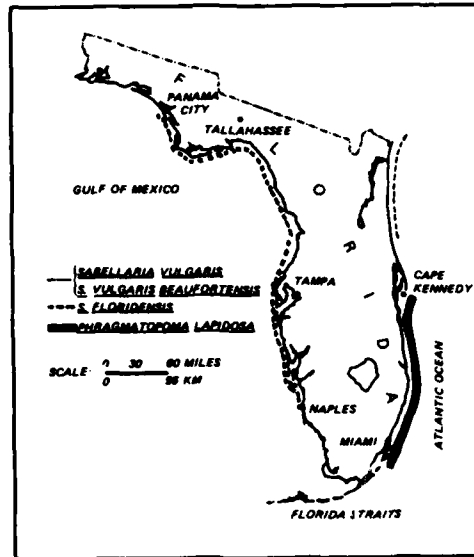 PANAMA
CITY
TALLAHASSEE
F
L
O
R
I
D
A
GULF OF MEXICO
TAMPA
CAPE
KENNEDY
SABELLARIA VULGARIS
S. VULGARIS BEAUFORTENSIS
S. FLORIDENSIS
PHRAGMATOPOMA LAPIDOSA
SCALE:
0 30 60 MILES
0 96 KM
NAPLES
MIAMI
ATLANTIC OCEAN
FLORIDA STRAITS